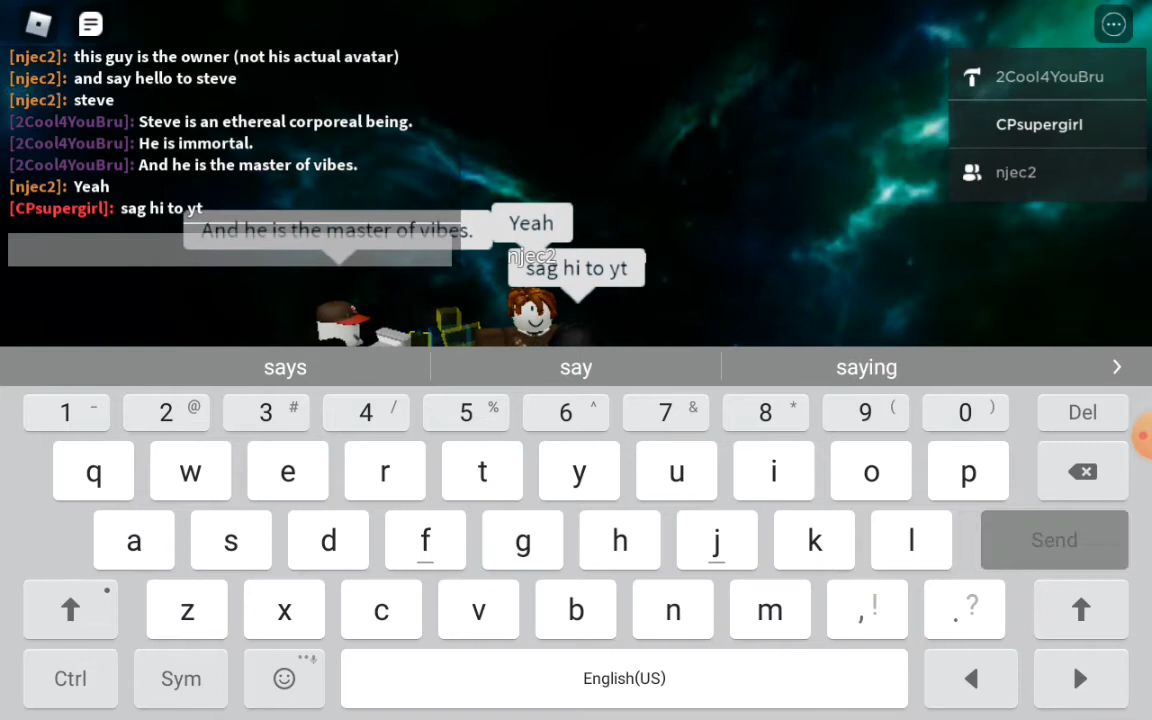 [njec2]: this guy is the owner (not his actual avatar)
[njec2]: and say hello to steve
[njec2]: steve
[2Cool4YouBru]: Steve is an ethereal corporeal being.
[2Cool4YouBru]: He is immortal.
[2Cool4YouBru]: And he is the master of vibes.
[njec2]: Yeah
[CPsupergirl]: sag hi to yt
2Cool4YouBru
CPsupergirl
njec2
And he is the master of vibes.
Yeah
njec2
sag hi to yt
says say saying >
1 - 2 @ 3 # 4 / 5 % 6 ^ 7 & 8 * 9 ( 0 ) Del
q w e r t y u i o p
a s d f g h j k l Send
z x c v b n m , ! . ?
Ctrl Sym English(US)